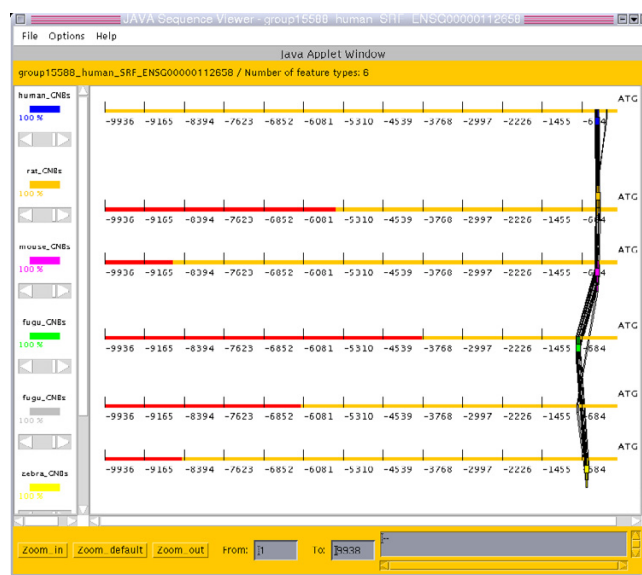 JAVA Sequence Viewer - group15588_human_SRF_ENSG00000112658
File Options Help
Java Applet Window
group15588_human_SRF_ENSG00000112658 / Number of feature types: 6
human_CNBs
100 %
ATG
-9936 -9165 -8394 -7623 -6852 -6081 -5310 -4539 -3768 -2997 -2226 -1455 -684
rat_CNBs
100 %
ATG
-9936 -9165 -8394 -7623 -6852 -6081 -5310 -4539 -3768 -2997 -2226 -1455 -684
mouse_CNBs
100 %
ATG
-9936 -9165 -8394 -7623 -6852 -6081 -5310 -4539 -3768 -2997 -2226 -1455 -684
fugu_CNBs
100 %
ATG
-9936 -9165 -8394 -7623 -6852 -6081 -5310 -4539 -3768 -2997 -2226 -1455 -684
fugu_CNBs
100 %
ATG
-9936 -9165 -8394 -7623 -6852 -6081 -5310 -4539 -3768 -2997 -2226 -1455 -684
zebra_CNBs
100 %
ATG
-9936 -9165 -8394 -7623 -6852 -6081 -5310 -4539 -3768 -2997 -2226 -1455 -684
Zoom_in Zoom_default Zoom_out From: 1 To: 9938 --